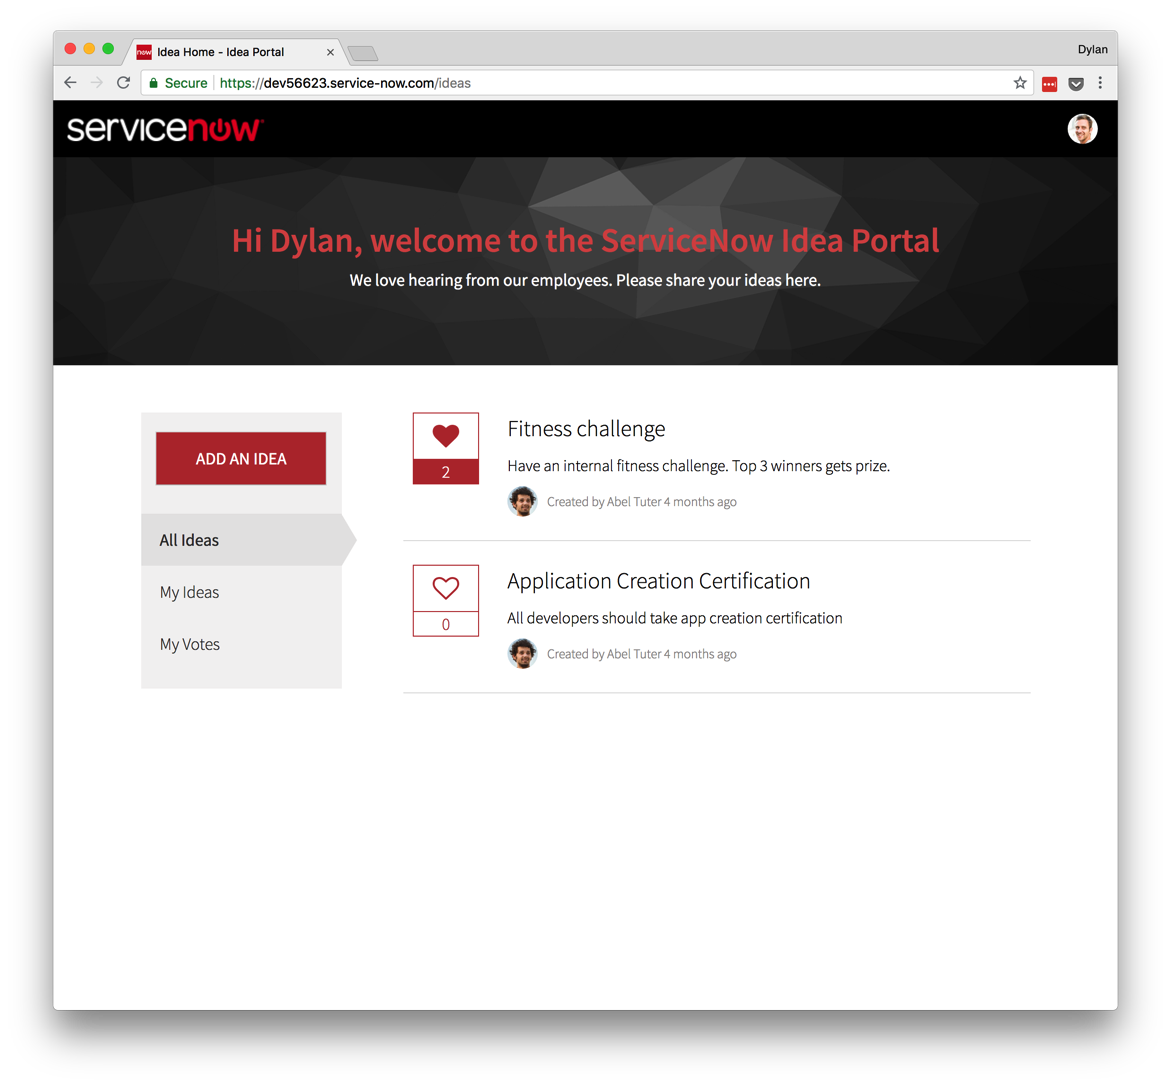 Dylan
now Idea Home - Idea Portal
Secure https://dev56623.service-now.com/ideas
servicenow
Hi Dylan, welcome to the ServiceNow Idea Portal
We love hearing from our employees. Please share your ideas here.
ADD AN IDEA
All Ideas
My Ideas
My Votes
2
Fitness challenge
Have an internal fitness challenge. Top 3 winners gets prize.
Created by Abel Tuter 4 months ago
0
Application Creation Certification
All developers should take app creation certification
Created by Abel Tuter 4 months ago